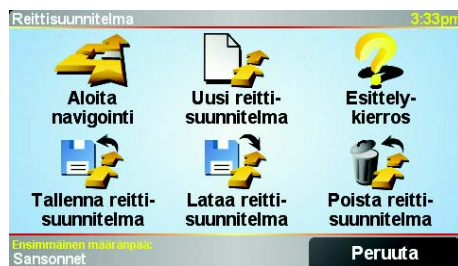 Reittisuunnitelma 3:33pm
Aloita
navigointi
Uusi reitti-
suunnitelma
Esittely-
kierros
Tallenna reitti-
suunnitelma
Lataa reitti-
suunnitelma
Poista reitti-
suunnitelma
Ensimmäinen määränpää:
Sansonnet
Peruuta